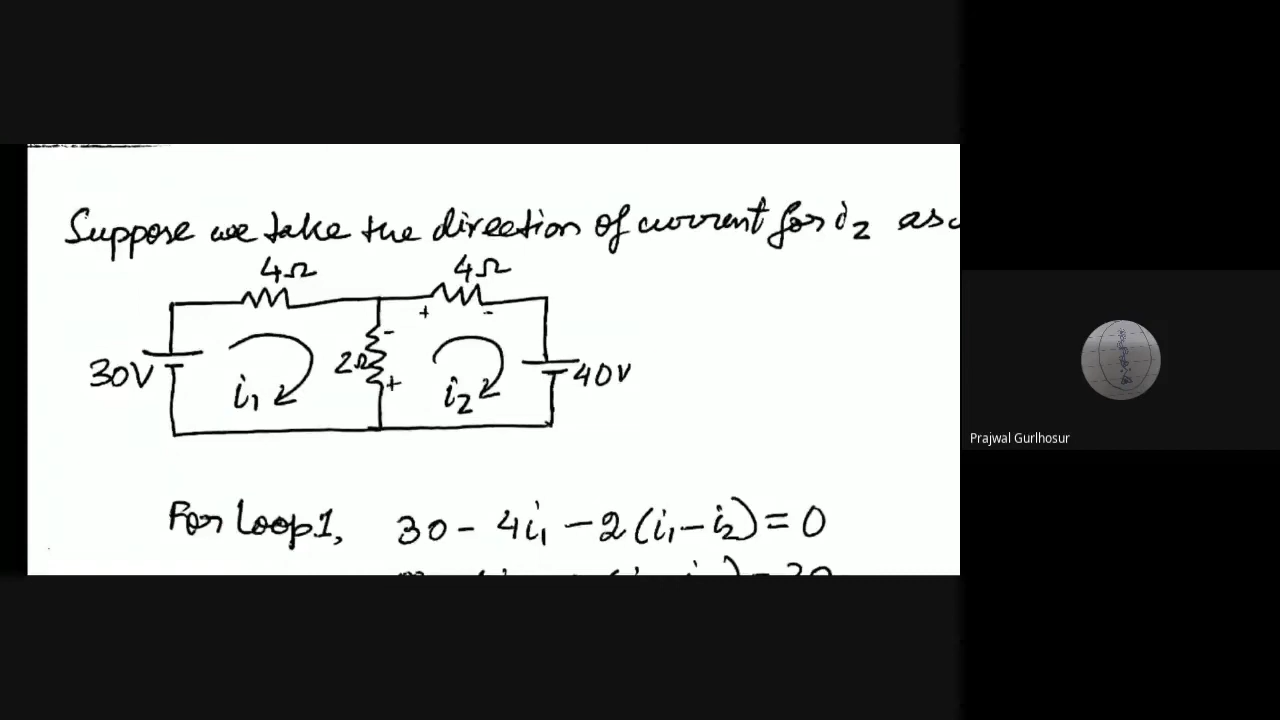 Suppose we take the direction of current for i₂ as
4Ω 4Ω
+ -
-
30V 2Ω 40V
+
i₁ i₂
Prajwal Gurlhosur
For Loop1, 30 - 4i₁ - 2(i₁ - i₂) = 0